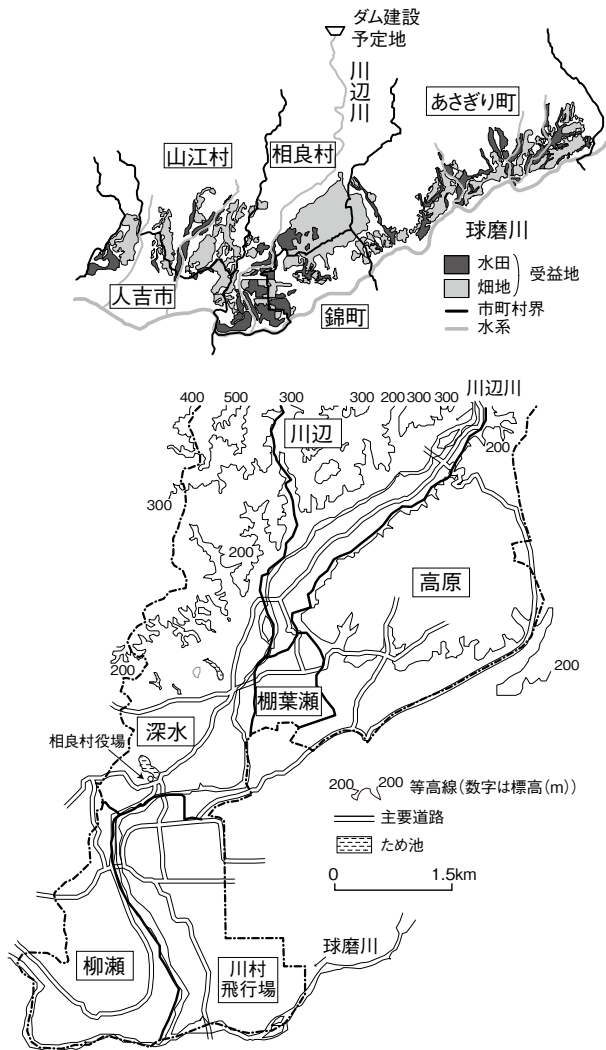 ダム建設
予定地
川辺川
あさぎり町
山江村
相良村
球磨川
水田
畑地
受益地
市町村界
水系
人吉市
錦町
400 500 300 300 200 300 300
川辺川
川辺
200
300
200
高原
200
200
棚葉瀬
深水
相良村役場
200 200 等高線(数字は標高(m))
主要道路
ため池
0 1.5km
球磨川
柳瀬
川村
飛行場